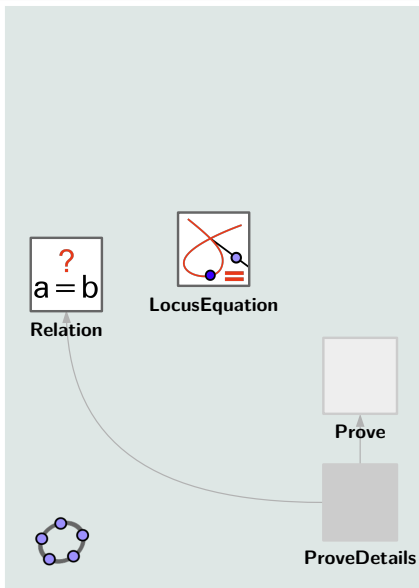 ?
a = b
=
Relation
LocusEquation
Prove
ProveDetails